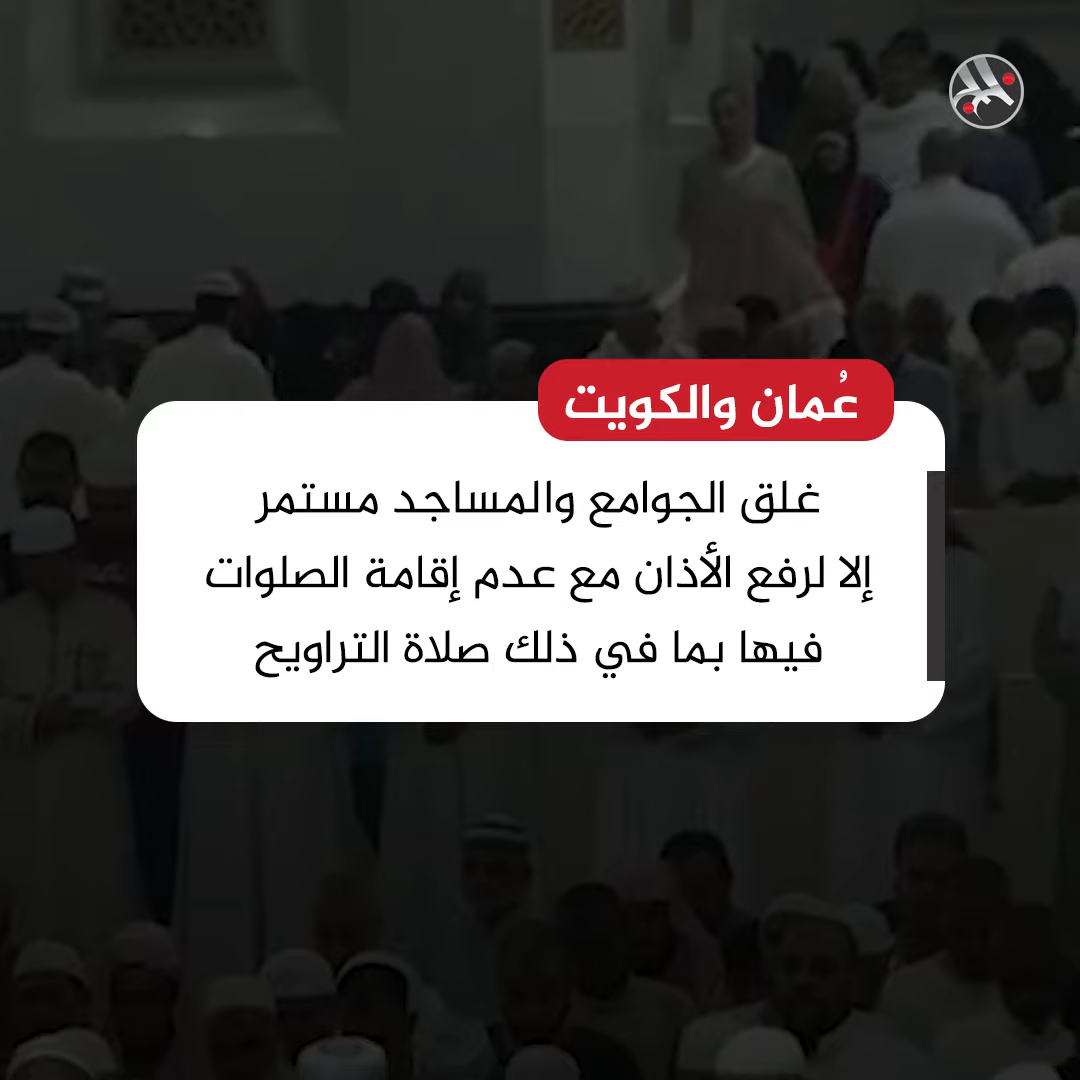 عُمان والكويت
غلق الجوامع والمساجد مستمر
إلا لرفع الأذان مع عدم إقامة الصلوات
فيها بما في ذلك صلاة التراويح